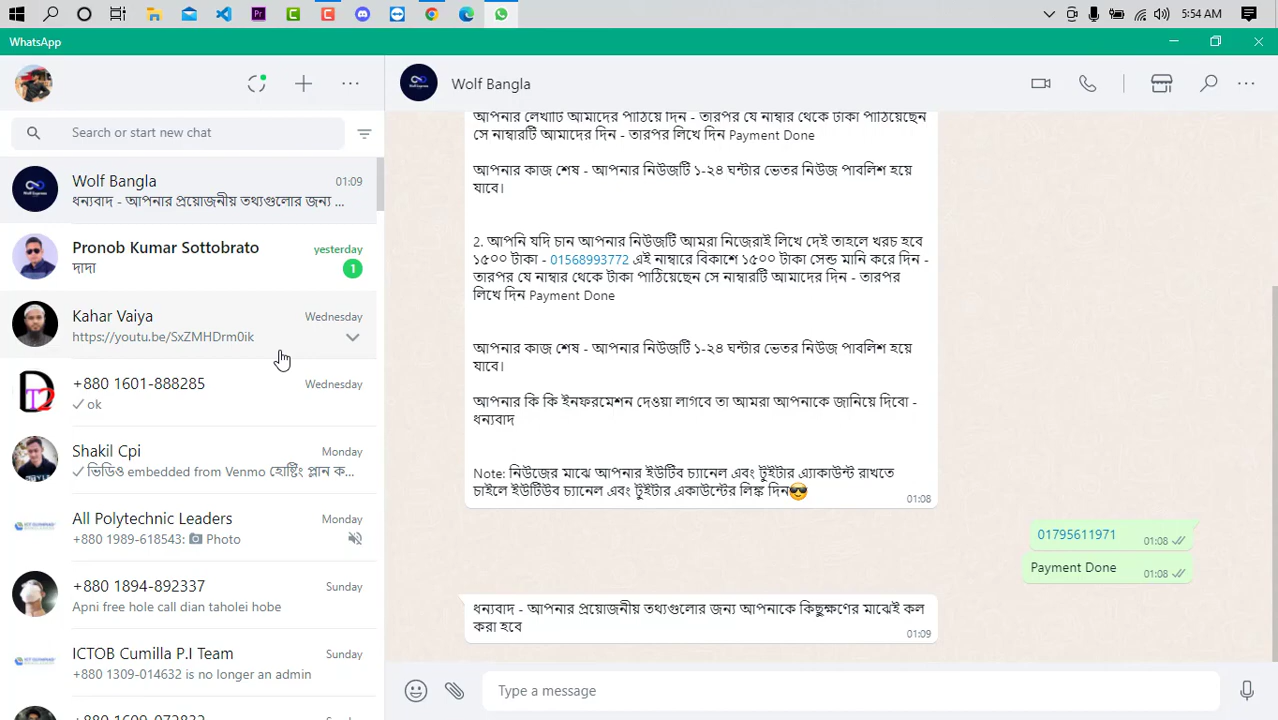 5:54 AM
WhatsApp
Wolf Bangla
Search or start new chat
Wolf Bangla
01:09
ধন্যবাদ - আপনার প্রয়োজনীয় তথ্যগুলোর জন্য ...
Pronob Kumar Sottobrato
yesterday
দাদা
1
Kahar Vaiya
Wednesday
https://youtu.be/SxZMHDrm0ik
+880 1601-888285
Wednesday
ok
Shakil Cpi
Monday
ভিডিও embedded from Venmo হোষ্টিং প্লান ক...
All Polytechnic Leaders
Monday
+880 1989-618543: Photo
+880 1894-892337
Sunday
Apni free hole call dian taholei hobe
ICTOB Cumilla P.I Team
Sunday
+880 1309-014632 is no longer an admin
আপনার লেখাটি আমাদের পাঠিয়ে দিন - তারপর যে নাম্বার থেকে টাকা পাঠিয়েছেন
সে নাম্বারটি আমাদের দিন - তারপর লিখে দিন Payment Done
আপনার কাজ শেষ - আপনার নিউজটি ১-২৪ ঘন্টার ভেতর নিউজ পাবলিশ হয়ে
যাবে।
2. আপনি যদি চান আপনার নিউজটি আমরা নিজেরাই লিখে দেই তাহলে খরচ হবে
১৫০০ টাকা - 01568993772 এই নাম্বারে বিকাশে ১৫০০ টাকা সেন্ড মানি করে দিন -
তারপর যে নাম্বার থেকে টাকা পাঠিয়েছেন সে নাম্বারটি আমাদের দিন - তারপর
লিখে দিন Payment Done
আপনার কাজ শেষ - আপনার নিউজটি ১-২৪ ঘন্টার ভেতর নিউজ পাবলিশ হয়ে
যাবে।
আপনার কি কি ইনফরমেশন দেওয়া লাগবে তা আমরা আপনাকে জানিয়ে দিবো -
ধন্যবাদ
Note: নিউজের মাঝে আপনার ইউটিব চ্যানেল এবং টুইটার এ্যাকাউন্ট রাখতে
চাইলে ইউটিউব চ্যানেল এবং টুইটার একাউন্টের লিঙ্ক দিন😎
01:08
01795611971
01:08
Payment Done
01:08
ধন্যবাদ - আপনার প্রয়োজনীয় তথ্যগুলোর জন্য আপনাকে কিছুক্ষণের মাঝেই কল
করা হবে
01:09
Type a message